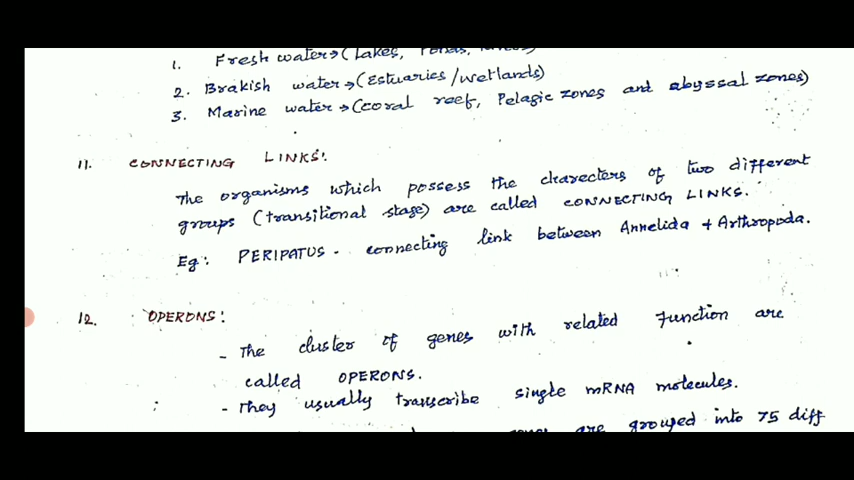 1. Fresh water→(Lakes, Ponds,
2. Brakish water→(Estuaries/wetlands)
3. Marine water→(coral reef, Pelagic zones and abyssal zones)
11. CONNECTING LINKS:
The organisms which possess the charecters of two different
groups (transitional stage) are called CONNECTING LINKS.
Eg: PERIPATUS - connecting link between Annelida + Arthropoda.
12. OPERONS:
- The cluster of genes with related function are
called OPERONS.
- They usually transcribe single mRNA molecules.
are grouped into 75 diff